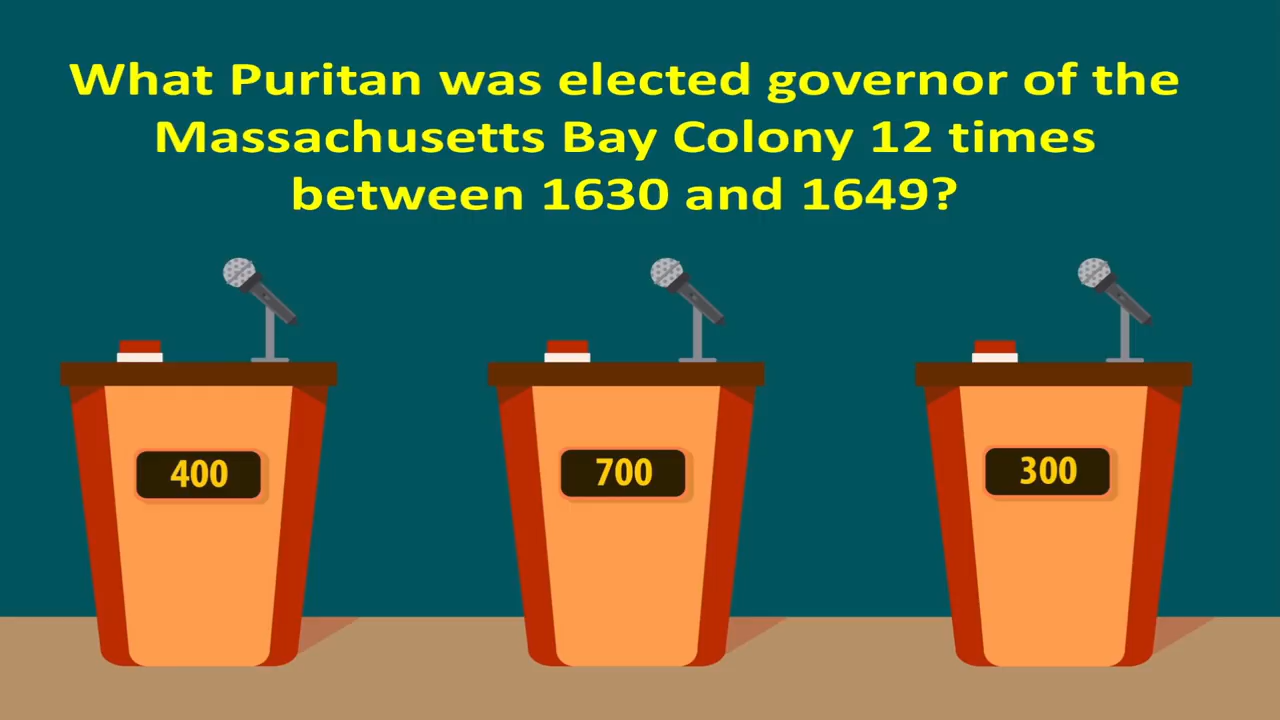 What Puritan was elected governor of the
Massachusetts Bay Colony 12 times
between 1630 and 1649?
400
700
300